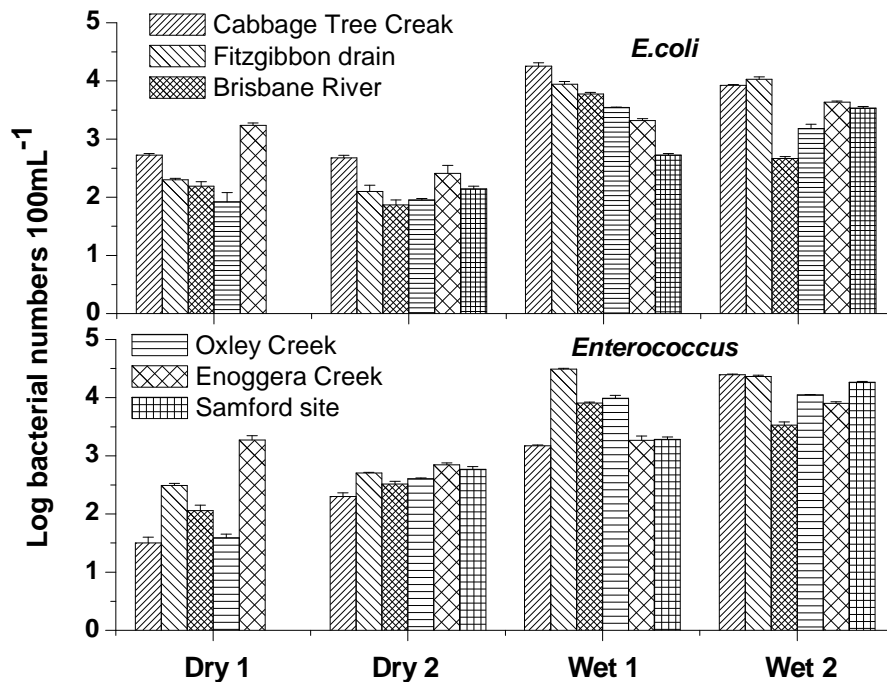 Log bacterial numbers 100mL-1
5
4
3
2
1
0
Cabbage Tree Creak
Fitzgibbon drain
Brisbane River
E.coli
5
4
3
2
1
0
Oxley Creek
Enoggera Creek
Samford site
Enterococcus
Dry 1 Dry 2 Wet 1 Wet 2